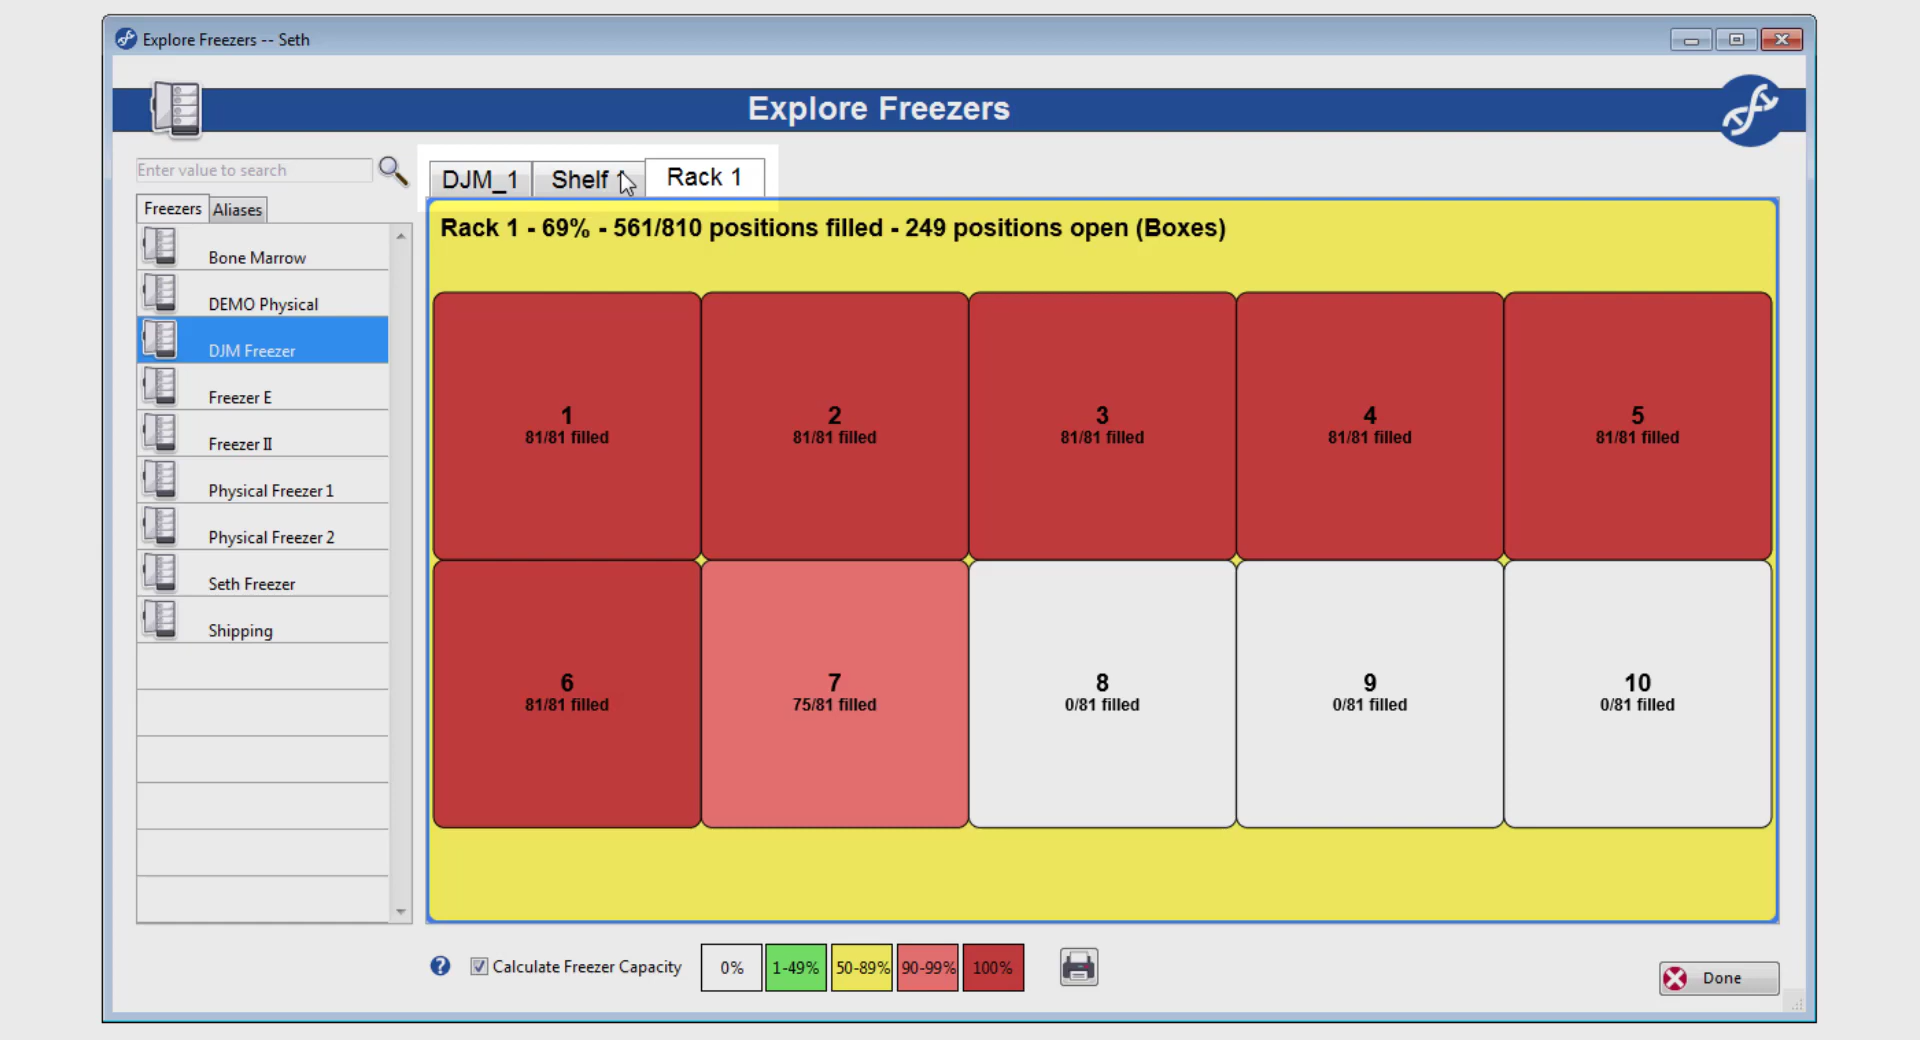 Explore Freezers -- Seth
Explore Freezers
Enter value to search
Freezers
Aliases
Bone Marrow
DEMO Physical
DJM Freezer
Freezer E
Freezer II
Physical Freezer 1
Physical Freezer 2
Seth Freezer
Shipping
DJM_1
Shelf
Rack 1
Rack 1 - 69% - 561/810 positions filled - 249 positions open (Boxes)
1
81/81 filled
2
81/81 filled
3
81/81 filled
4
81/81 filled
5
81/81 filled
6
81/81 filled
7
75/81 filled
8
0/81 filled
9
0/81 filled
10
0/81 filled
?
Calculate Freezer Capacity
0%
1-49%
50-89%
90-99%
100%
Done